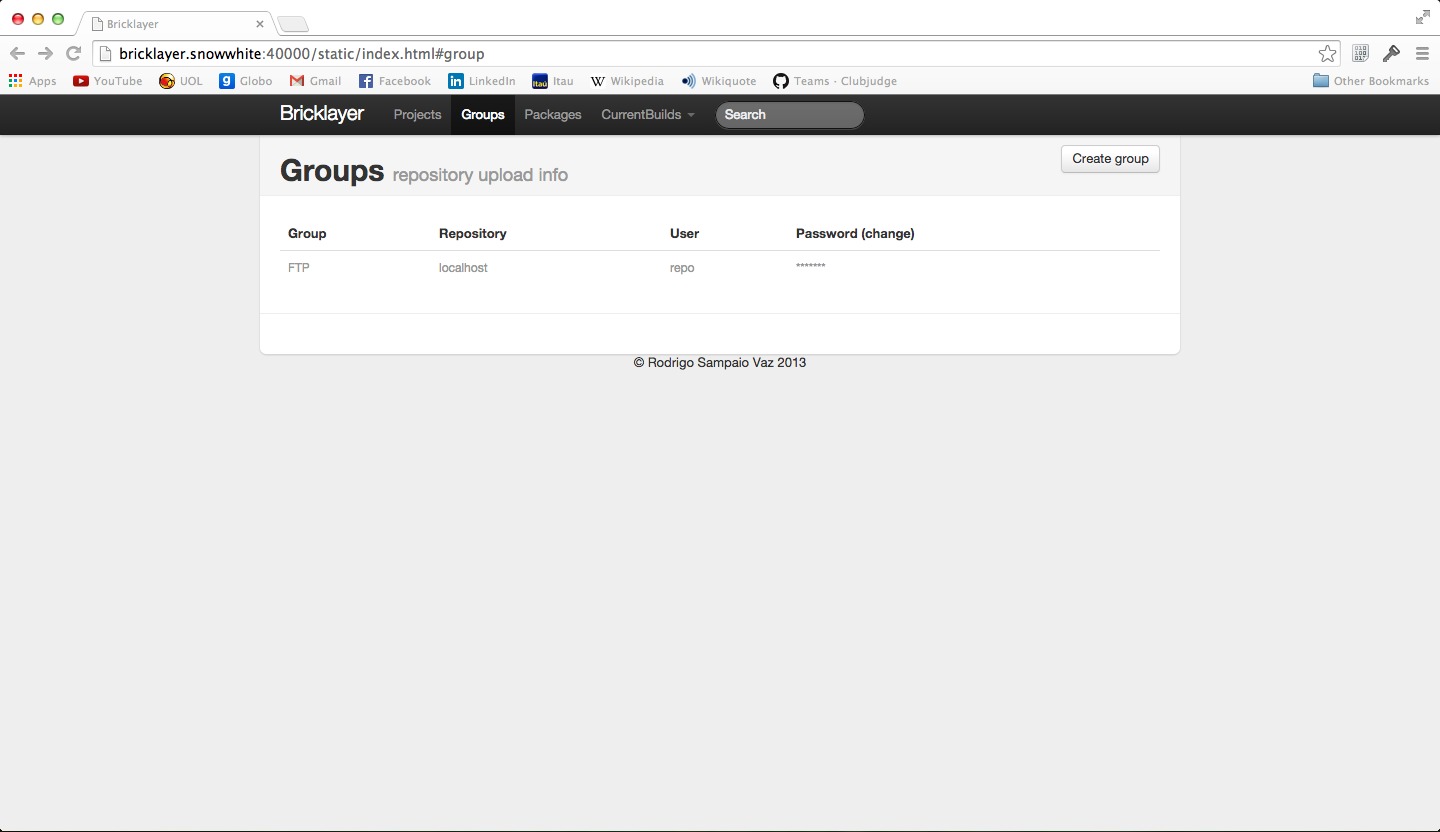 Bricklayer
bricklayer.snowwhite:40000/static/index.html#group
Apps YouTube UOL Globo Gmail Facebook LinkedIn Itau Wikipedia Wikiquote Teams - Clubjudge Other Bookmarks
Bricklayer Projects Groups Packages CurrentBuilds Search
Groups repository upload info Create group
Group Repository User Password (change)
FTP localhost repo *******
© Rodrigo Sampaio Vaz 2013